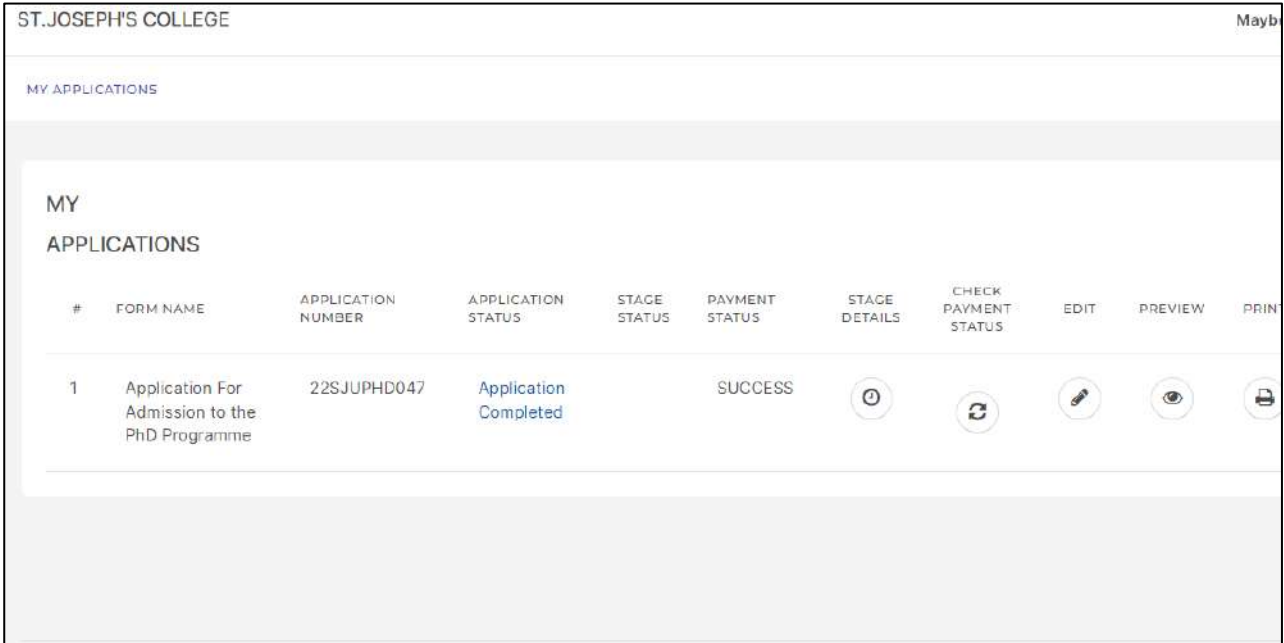 ST.JOSEPH'S COLLEGE
MY APPLICATIONS
MY
APPLICATIONS
# FORM NAME APPLICATION NUMBER APPLICATION STATUS STAGE STATUS PAYMENT STATUS STAGE DETAILS CHECK PAYMENT STATUS EDIT PREVIEW PRINT
1 Application For Admission to the PhD Programme 22SJUPHD047 Application Completed SUCCESS